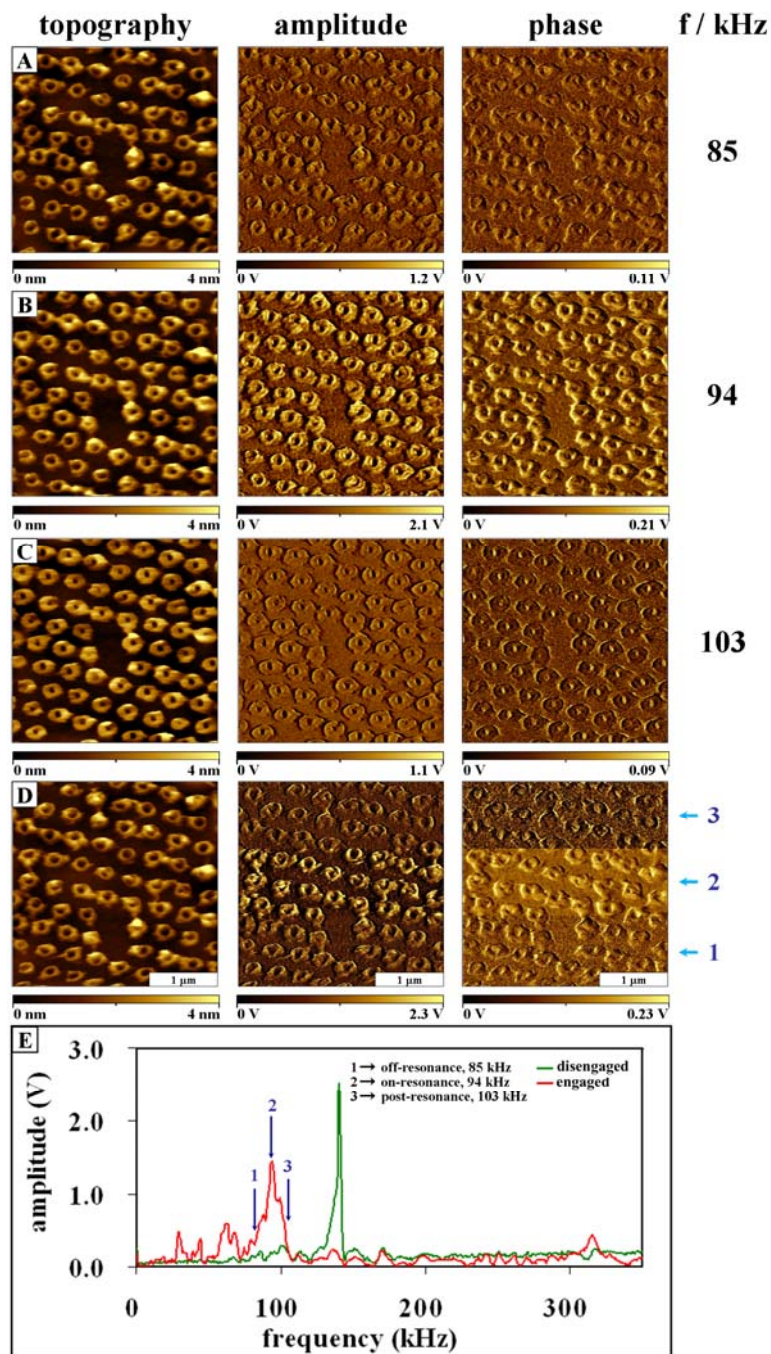 topography amplitude phase f / kHz
A
85
0 nm 4 nm 0 V 1.2 V 0 V 0.11 V
B
94
0 nm 4 nm 0 V 2.1 V 0 V 0.21 V
C
103
0 nm 4 nm 0 V 1.1 V 0 V 0.09 V
D
3
2
1
1 μm 1 μm 1 μm
0 nm 4 nm 0 V 2.3 V 0 V 0.23 V
E
3.0
1 → off-resonance, 85 kHz disengaged
2 → on-resonance, 94 kHz engaged
3 → post-resonance, 103 kHz
2
2.0
1 3
1.0
0.0
amplitude (V)
0 100 200 300
frequency (kHz)